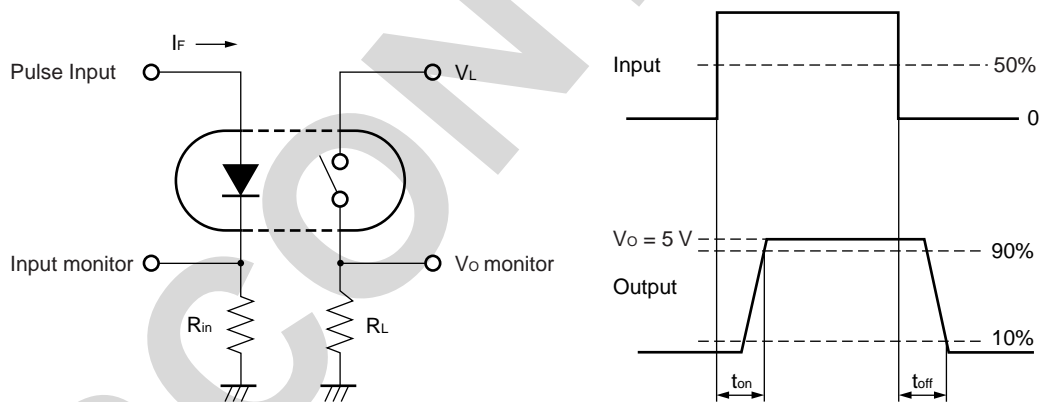 IF
Pulse Input
VL
Input monitor
VO monitor
Rin
RL
Input
50%
0
VO = 5 V
90%
Output
10%
ton
toff